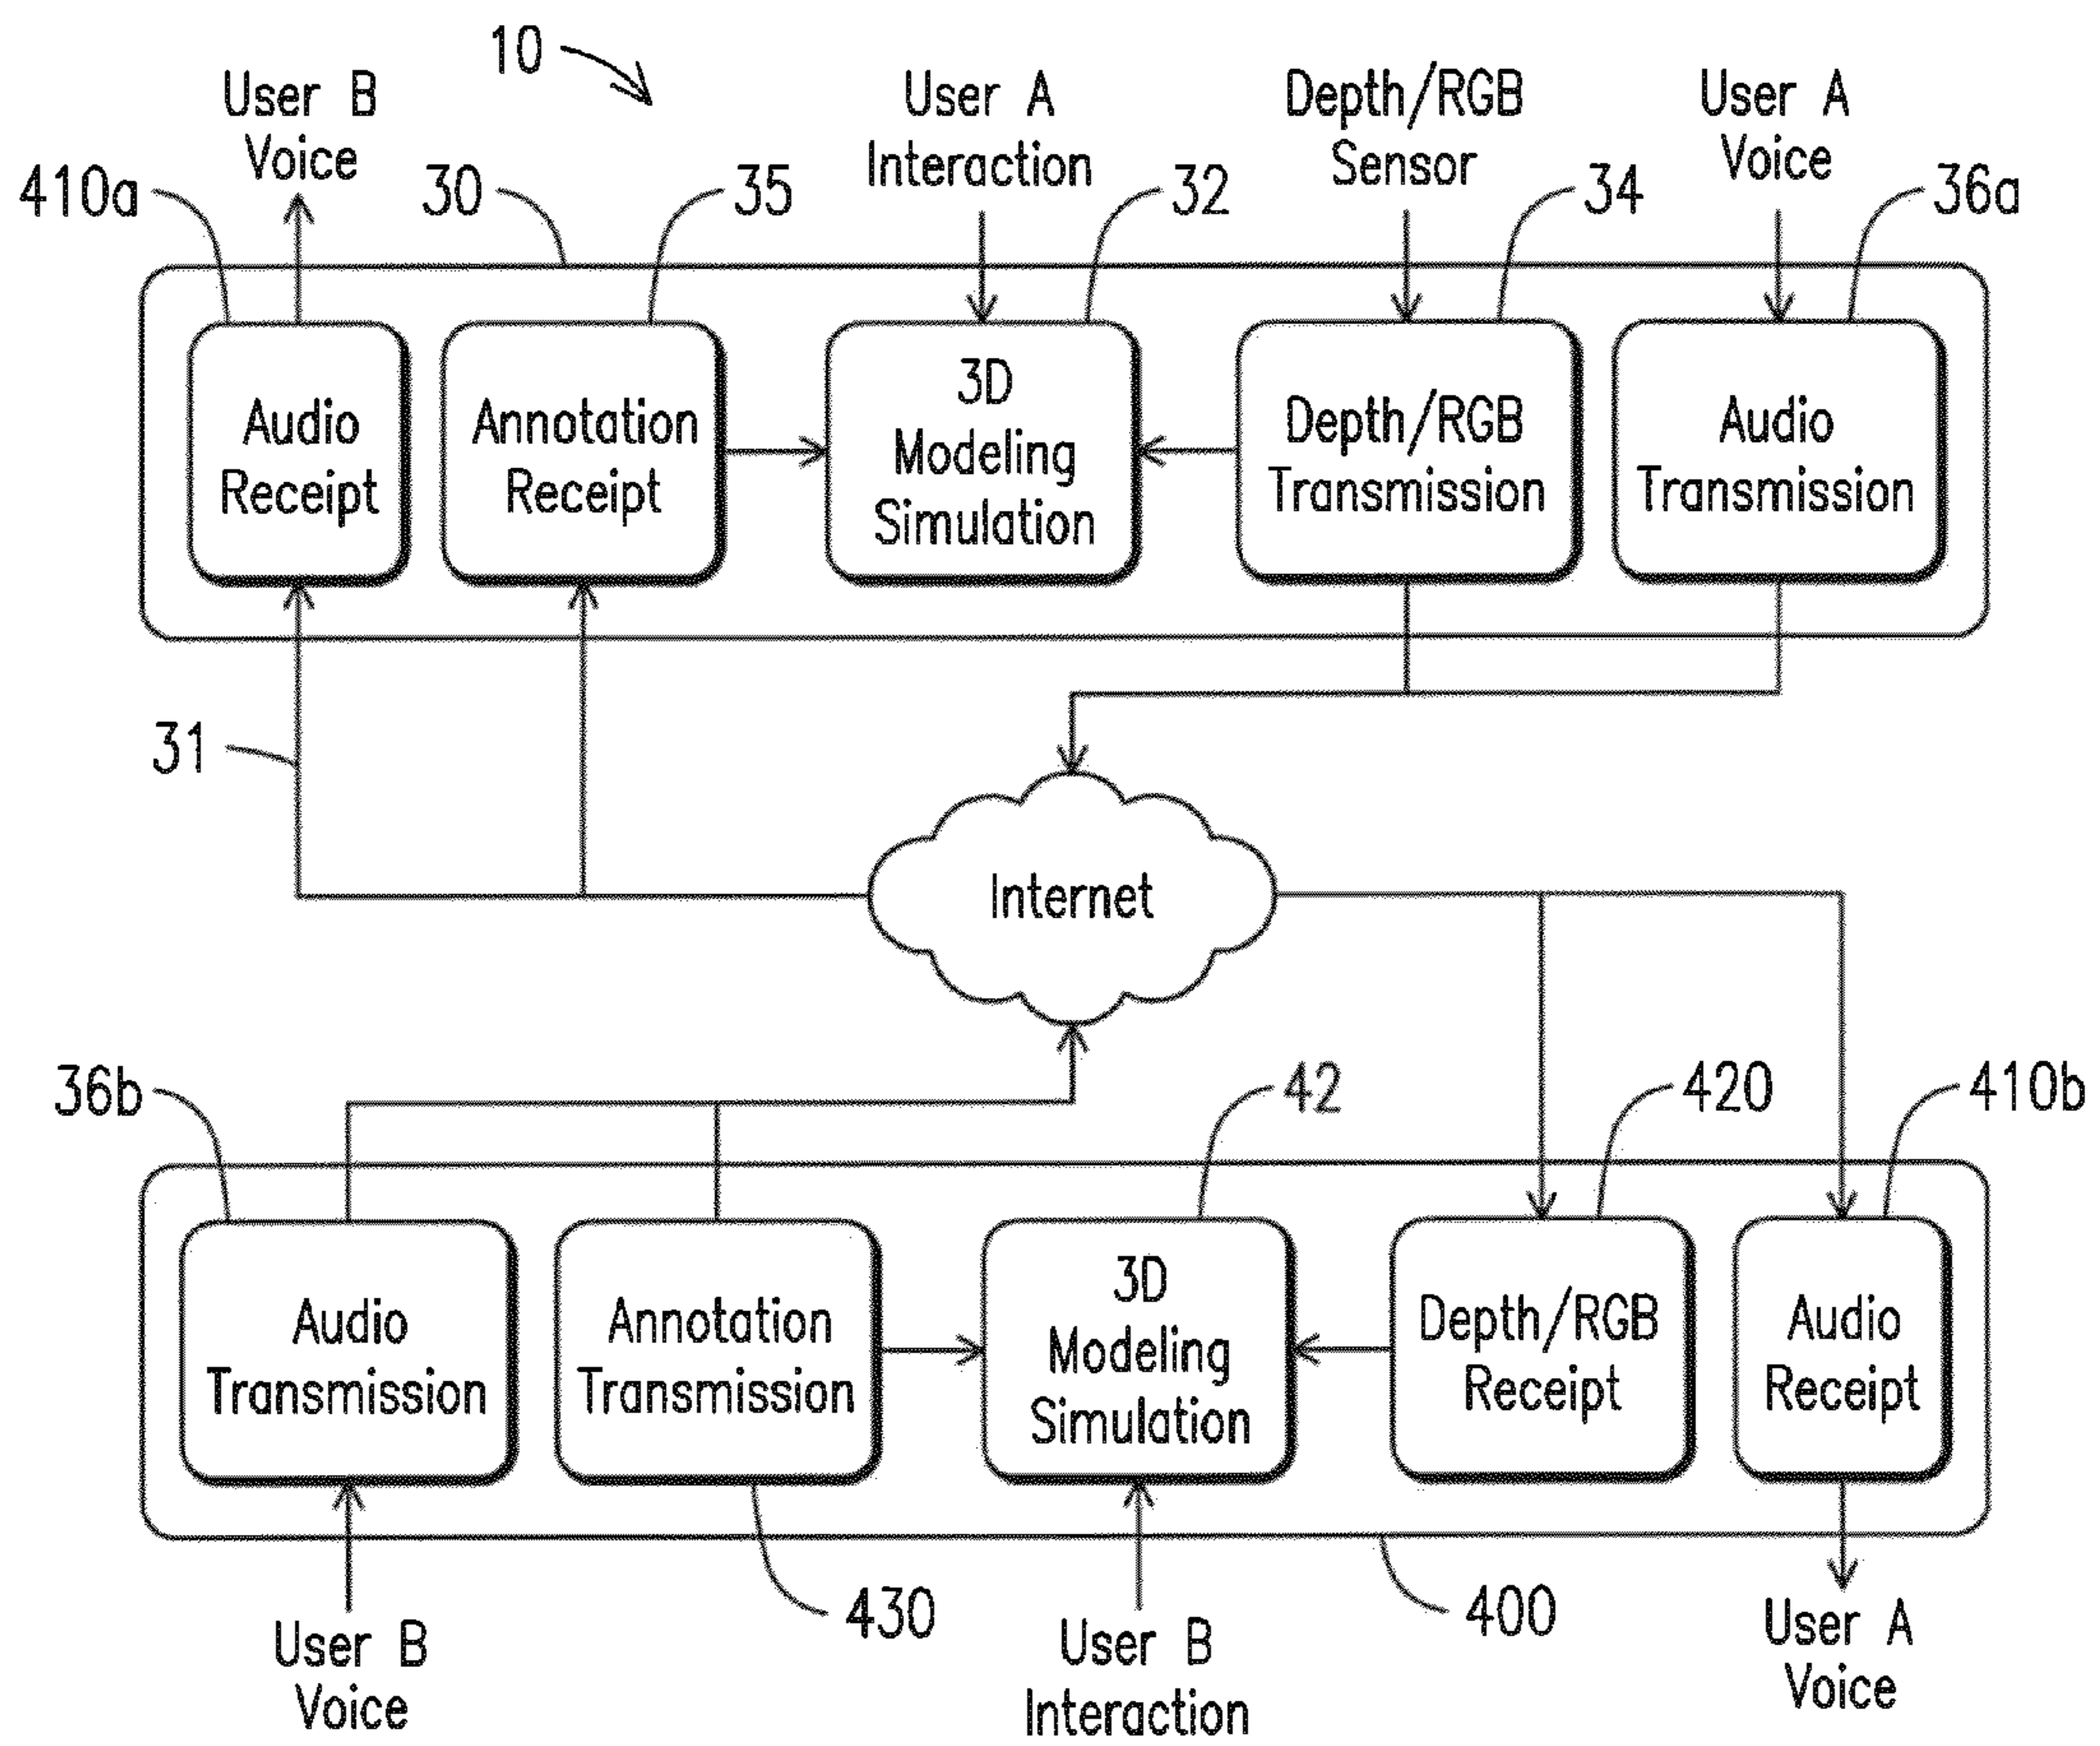 10
User B
Voice
User A
Interaction
Depth/RGB
Sensor
User A
Voice
410a
30
35
32
34
36a
Audio
Receipt
Annotation
Receipt
3D
Modeling
Simulation
Depth/RGB
Transmission
Audio
Transmission
31
Internet
36b
42
420
410b
Audio
Transmission
Annotation
Transmission
3D
Modeling
Simulation
Depth/RGB
Receipt
Audio
Receipt
User B
Voice
430
User B
Interaction
400
User A
Voice